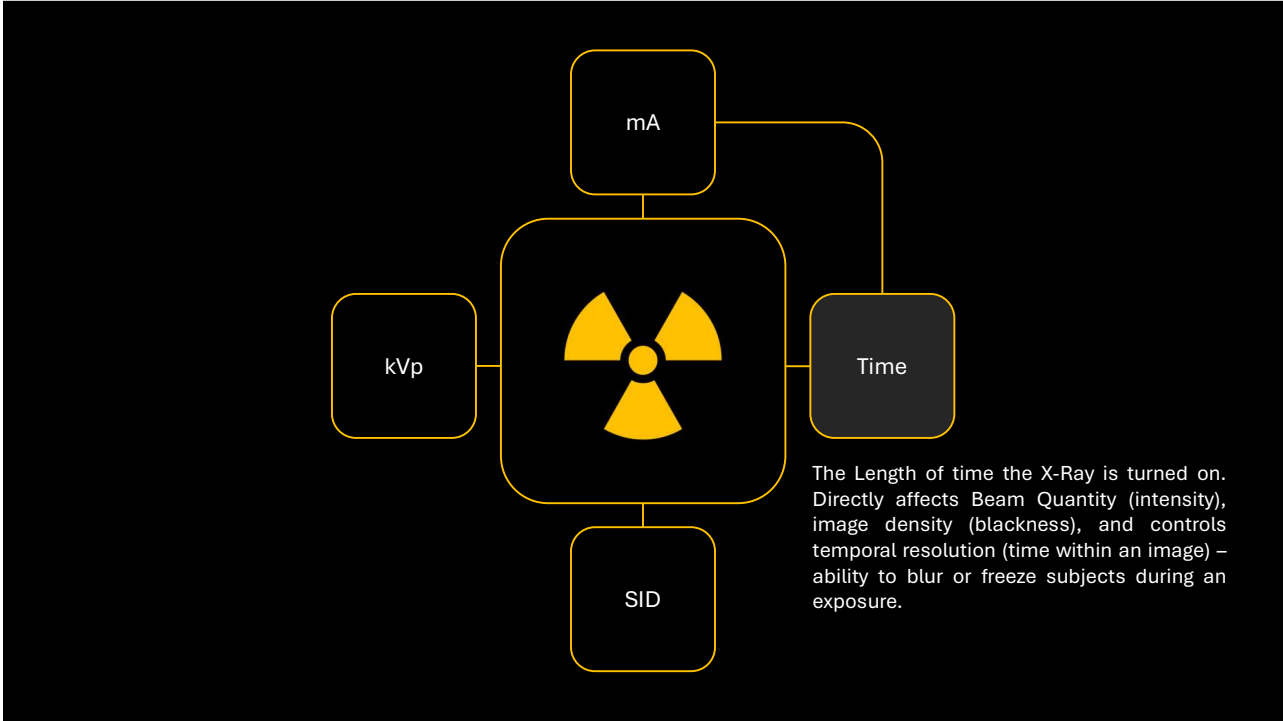 mA
kVp
Time
The Length of time the X-Ray is turned on.
Directly affects Beam Quantity (intensity),
image density (blackness), and controls
temporal resolution (time within an image) –
ability to blur or freeze subjects during an
exposure.
SID